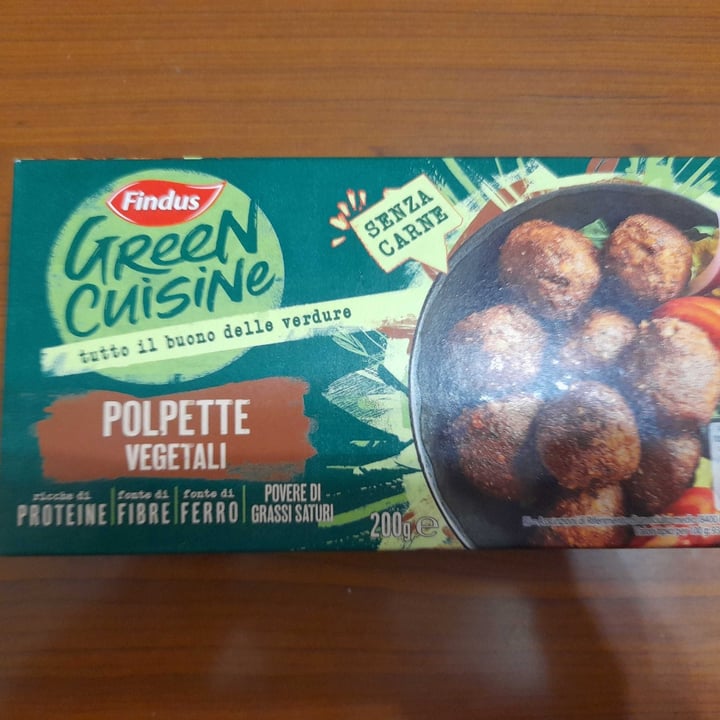 Findus
GREEN
CUISINE
tutto il buono delle verdure
SENZA
CARNE
POLPETTE
VEGETALI
ricche di
PROTEINE
fonte di
FIBRE
fonte di
FERRO
POVERE DI
GRASSI SATURI
200g e